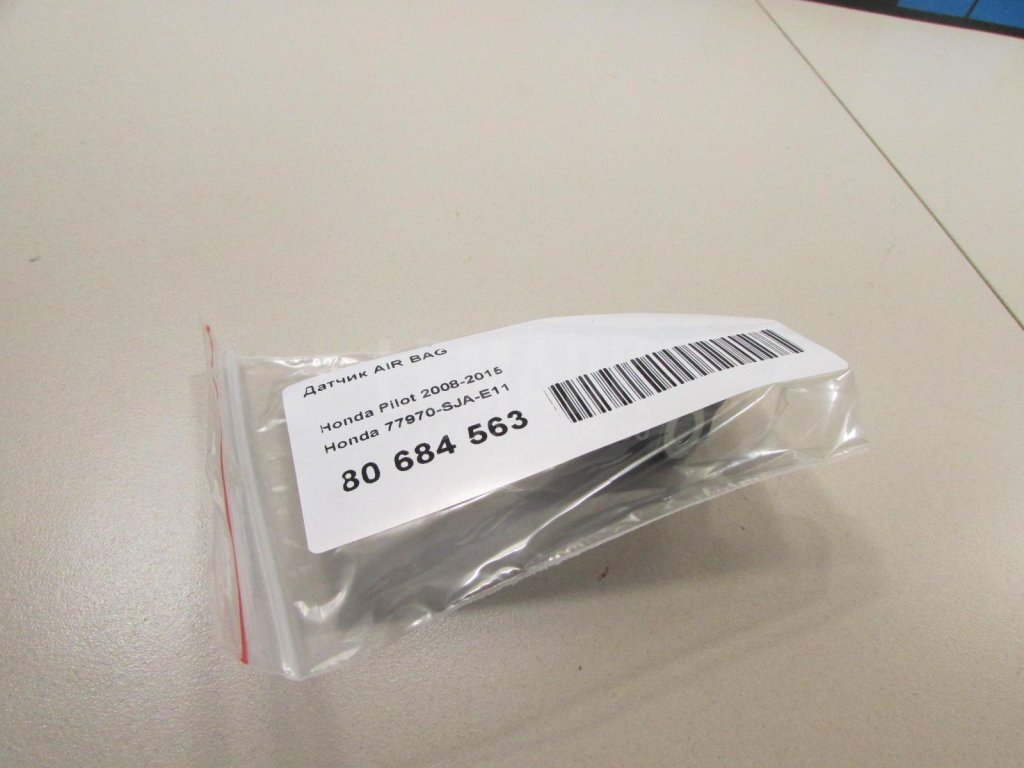 Датчик AIR BAG
Honda Pilot 2008-2015
Honda 77970-SJA-E11
80 684 563